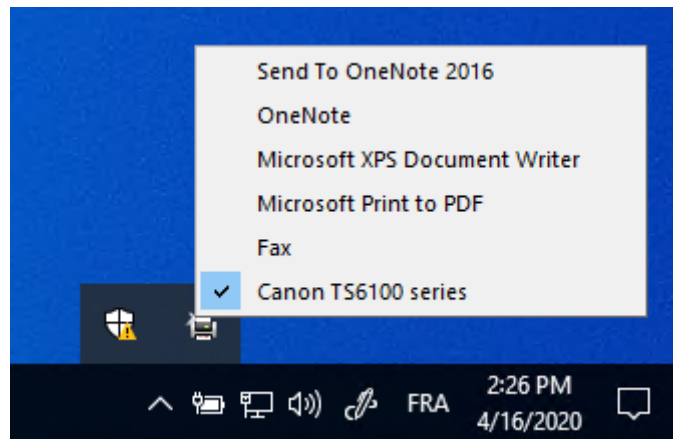 Send To OneNote 2016
OneNote
Microsoft XPS Document Writer
Microsoft Print to PDF
Fax
Canon TS6100 series
FRA
2:26 PM
4/16/2020